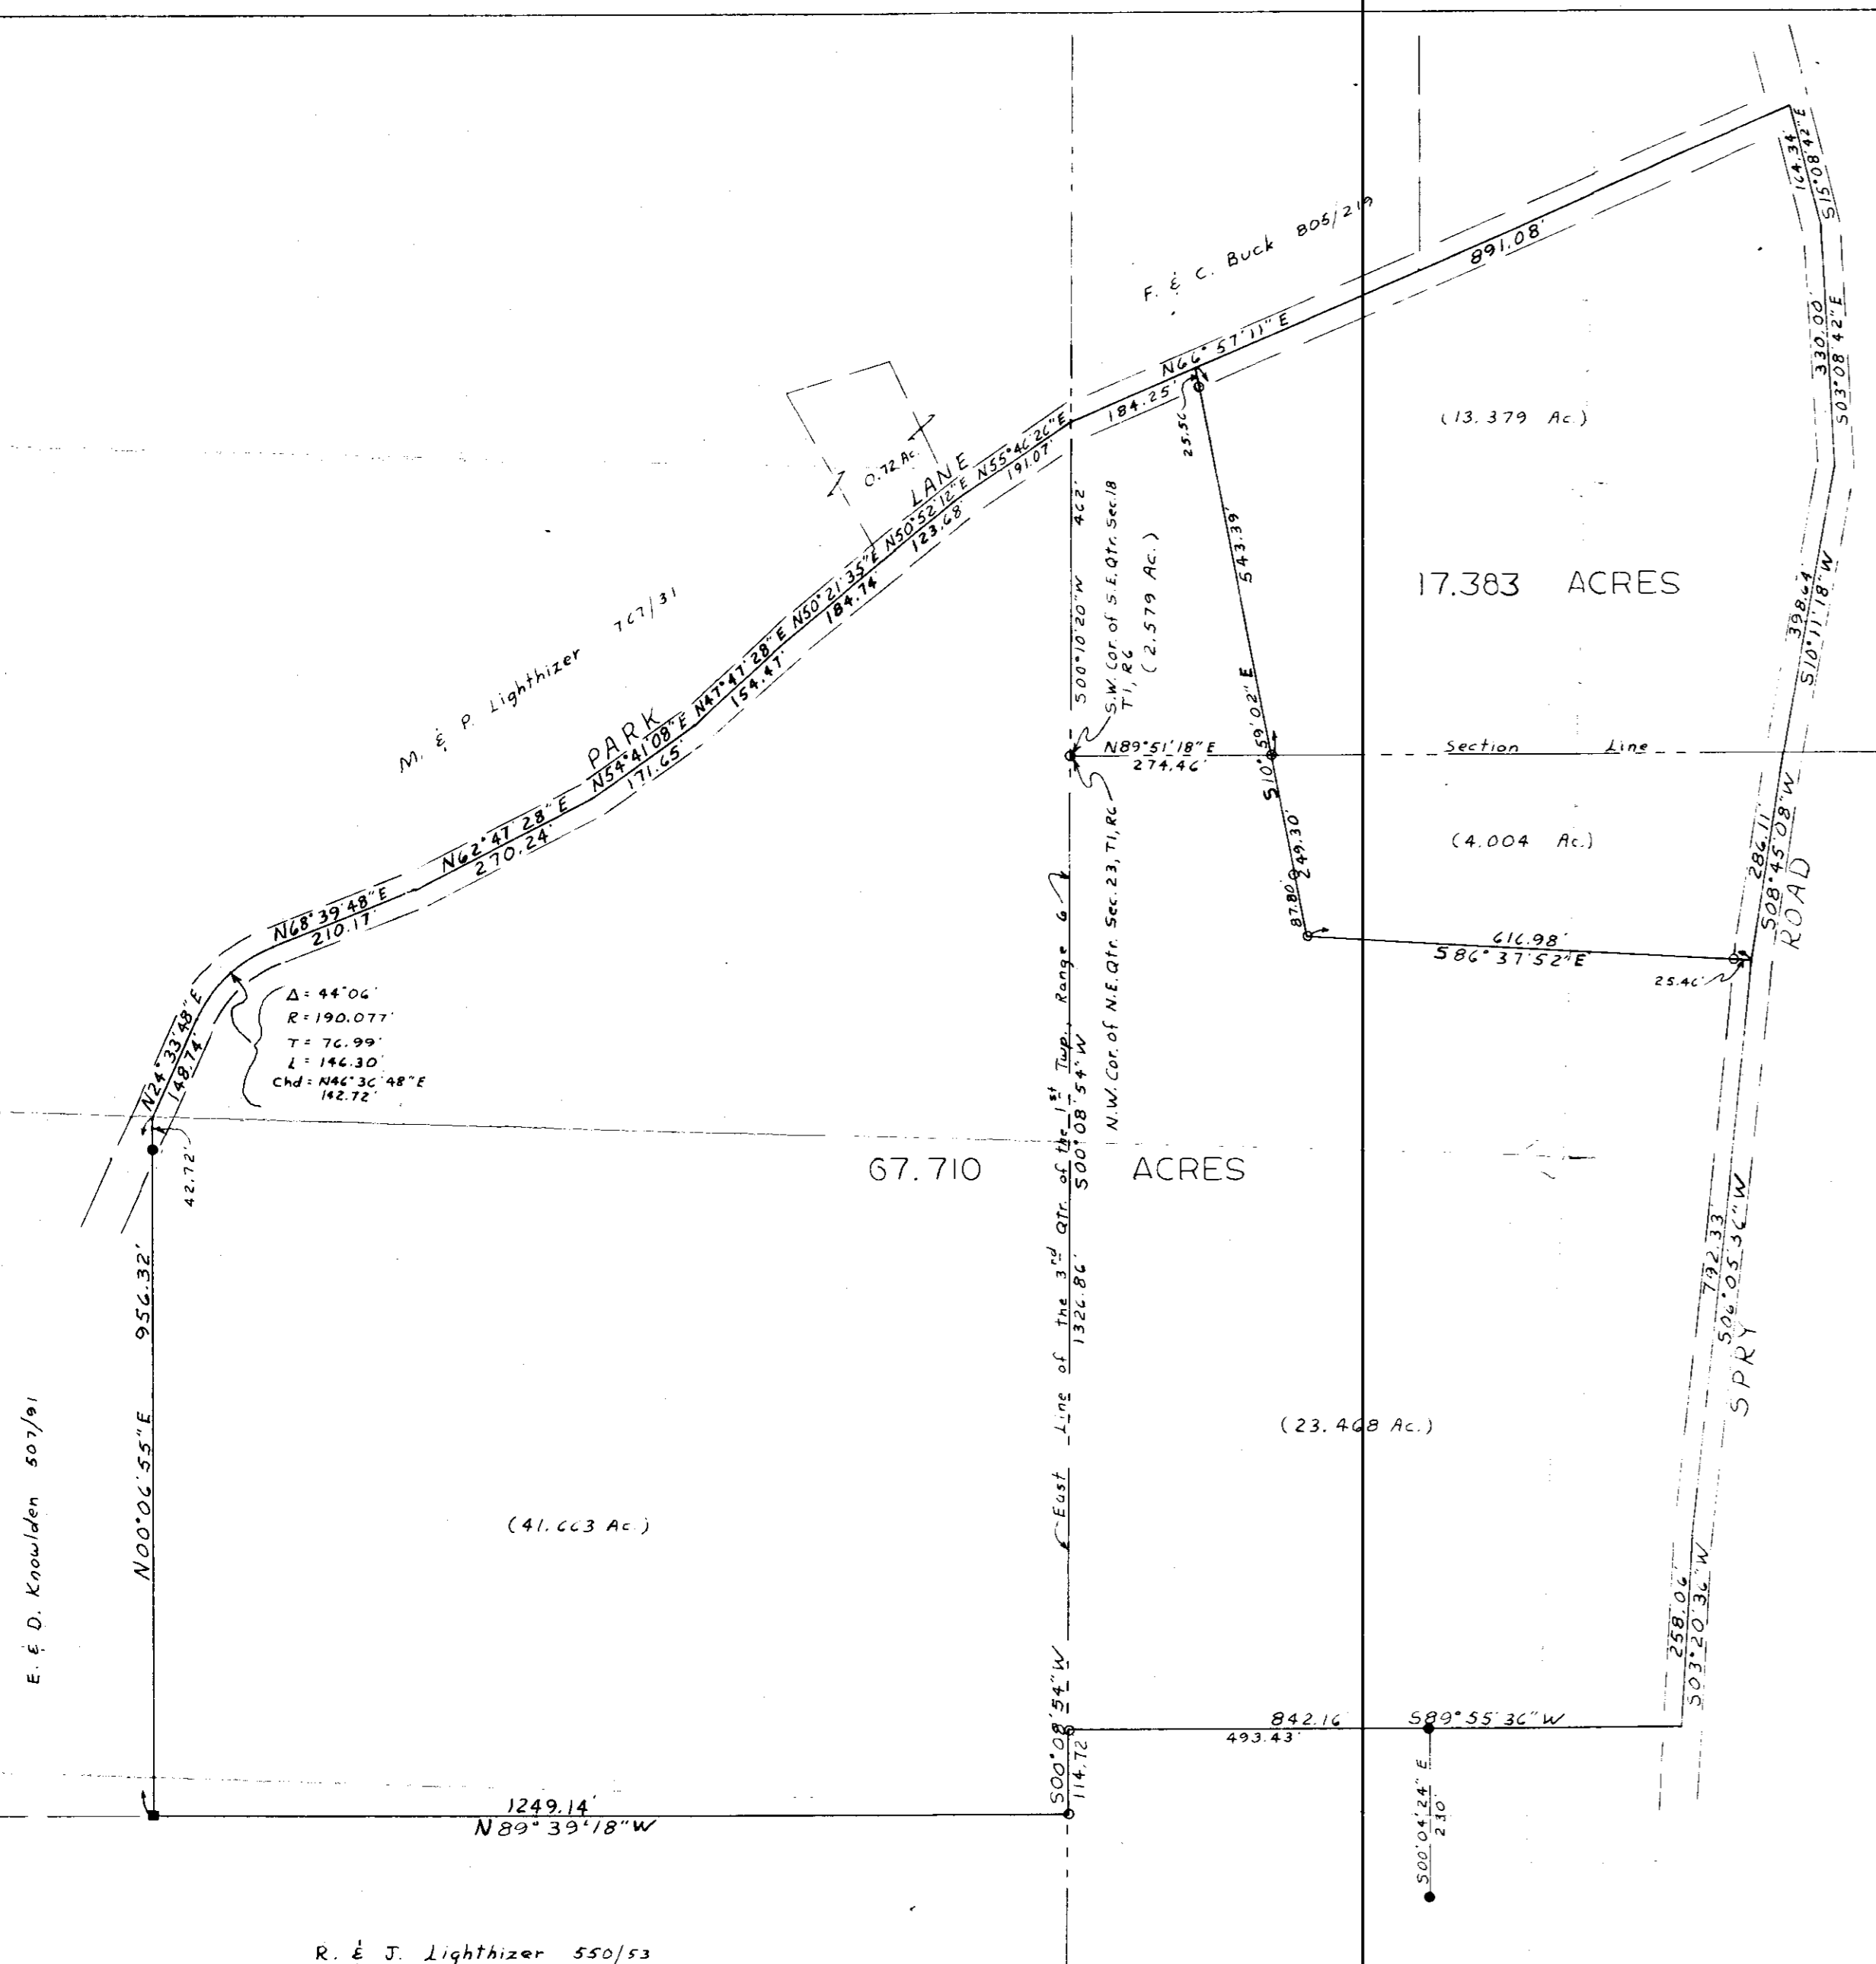 F. & C. Buck 805/219
891.08'
N66°57'11"E
184.25'
25.56
164.34'
S15°08'42"E
330.00'
S03°08'42"E
(13.379 Ac.)
17.383 ACRES
398.64'
S10°11'18"W
543.39'
S10°59'02"E
462'
S00°10'20"W
S.W. Cor. of S.E. Qtr. Sec. 18
T1, R6
(2.579 Ac.)
0.72 Ac.
N55°46'26"E
191.07'
LANE
N50°52'12"E
123.68'
N50°21'35"E
184.74'
N47°47'28"E
154.47'
M. & P. Lighthizer 767/31
PARK
N54°41'08"E
171.65'
N62°47'28"E
270.24'
N68°39'48"E
210.17'
N24°33'48"E
148.74'
Δ = 44°06'
R = 190.077'
T = 76.99'
L = 146.30'
Chd = N46°36'48"E
142.72'
42.72'
N89°51'18"E
274.46'
Section Line
N.W. Cor. of N.E. Qtr. Sec. 23, T1, R6
249.30'
87.80'
(4.004 Ac.)
286.11'
S08°45'08"W
ROAD
616.98'
S86°37'52"E
25.46'
67.710 ACRES
East Line of the 3rd Qtr. of the 1st Twp., Range 6
S00°08'54"W
1326.86'
956.32'
N00°06'55"E
E. & D. Knowlden 507/91
(41.663 Ac.)
(23.468 Ac.)
792.33'
S06°05'36"W
SPRY
258.06'
S03°20'36"W
S00°08'54"W
114.72
842.16'
S89°55'36"W
493.43'
S00°04'24"E
230'
1249.14'
N89°39'18"W
R. & J. Lighthizer 550/53